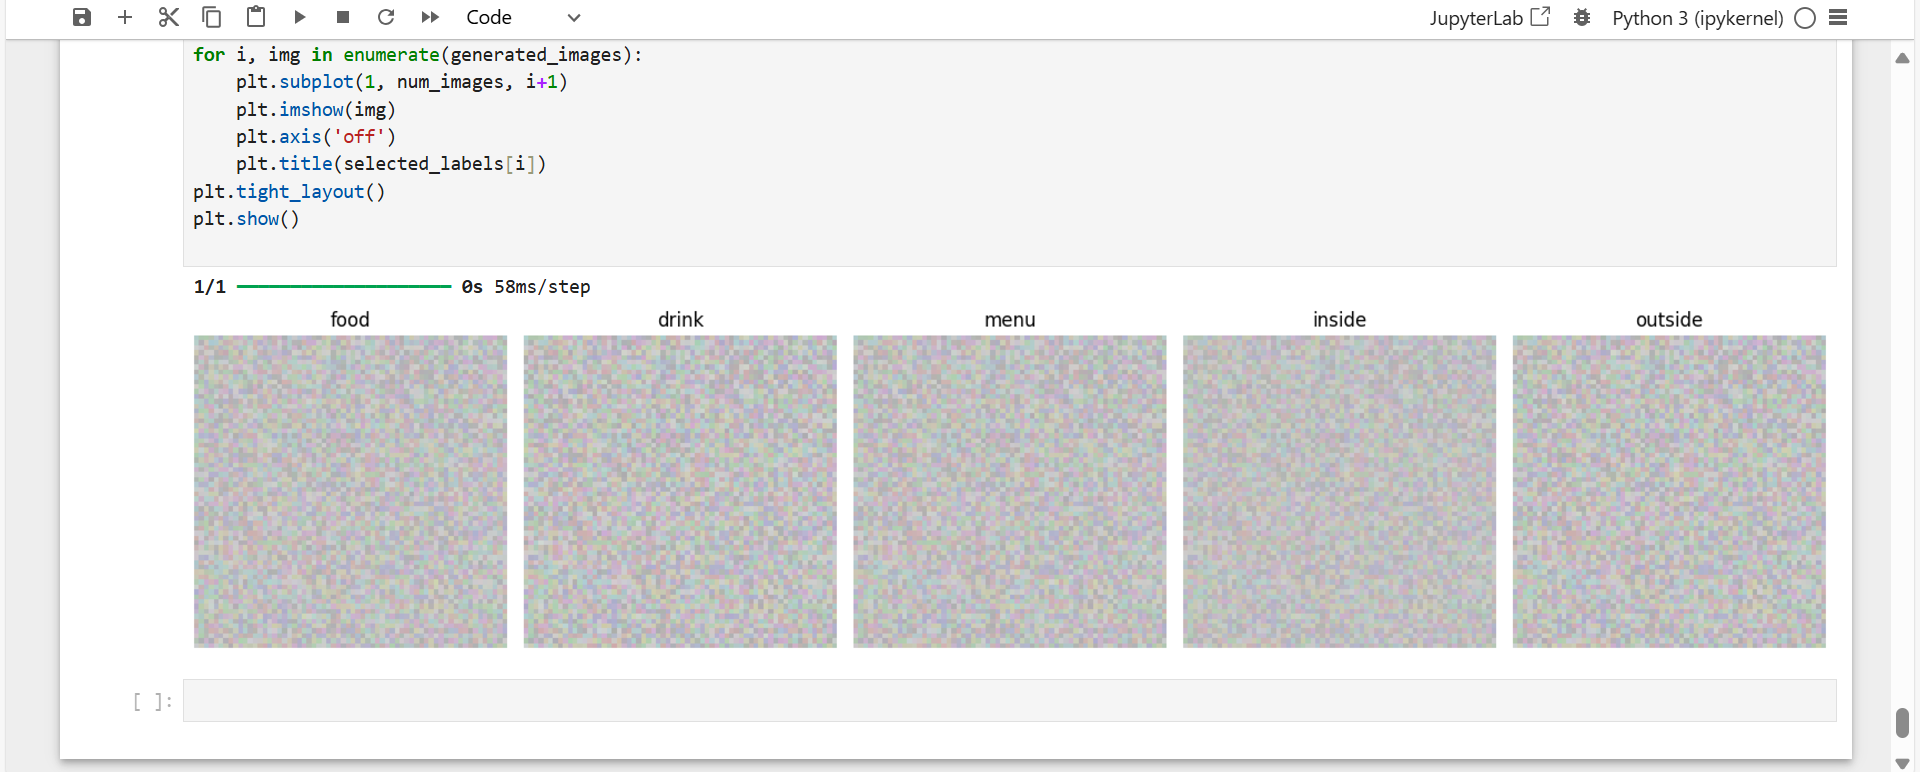 Code
JupyterLab
Python 3 (ipykernel)
for i, img in enumerate(generated_images):
    plt.subplot(1, num_images, i+1)
    plt.imshow(img)
    plt.axis('off')
    plt.title(selected_labels[i])
plt.tight_layout()
plt.show()
1/1 0s 58ms/step
food drink menu inside outside
[ ]: